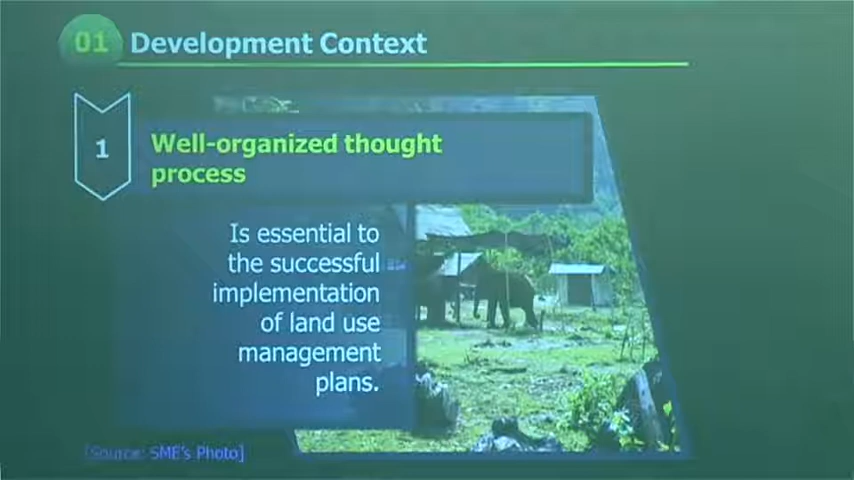 01 Development Context
1
Well-organized thought
process
Is essential to
the successful
implementation
of land use
management
plans.
[Source: SME's Photo]